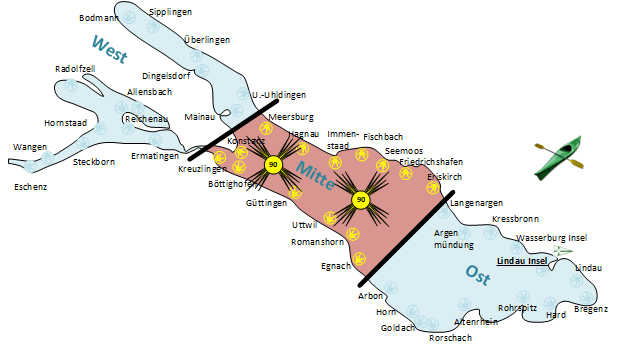 Sipplingen
Bodmann
Überlingen
West
Radolfzell
Dingelsdorf
Allensbach
U.-Uhldingen
Mainau
Meersburg
Hornstaad
Reichenau
Hagnau
Immen-
staad
Fischbach
Konstanz
Wangen
Seemoos
Steckborn
Ermatingen
Friedrichshafen
90
Kreuzlingen
Mitte
Eriskirch
Eschenz
Böttighofen
90
Güttingen
Langenargen
Kressbronn
Uttwil
Argen
mündung
Romanshorn
Wasserburg Insel
Lindau Insel
Egnach
Ost
Lindau
Arbon
Rohrspitz
Horn
Hard
Bregenz
Altenrhein
Goldach
Rorschach